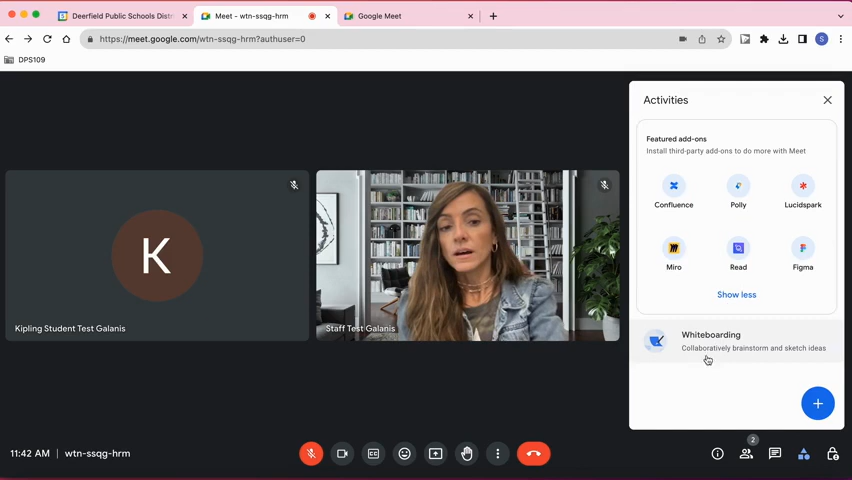 Deerfield Public Schools Distri
Meet - wtn-ssqg-hrm
Google Meet
https://meet.google.com/wtn-ssqg-hrm?authuser=0
S
DPS109
Activities
Featured add-ons
Install third-party add-ons to do more with Meet
Confluence
Polly
Lucidspark
Miro
Read
Figma
Show less
K
Kipling Student Test Galanis
Staff Test Galanis
Whiteboarding
Collaboratively brainstorm and sketch ideas
11:42 AM
wtn-ssqg-hrm
CC
2